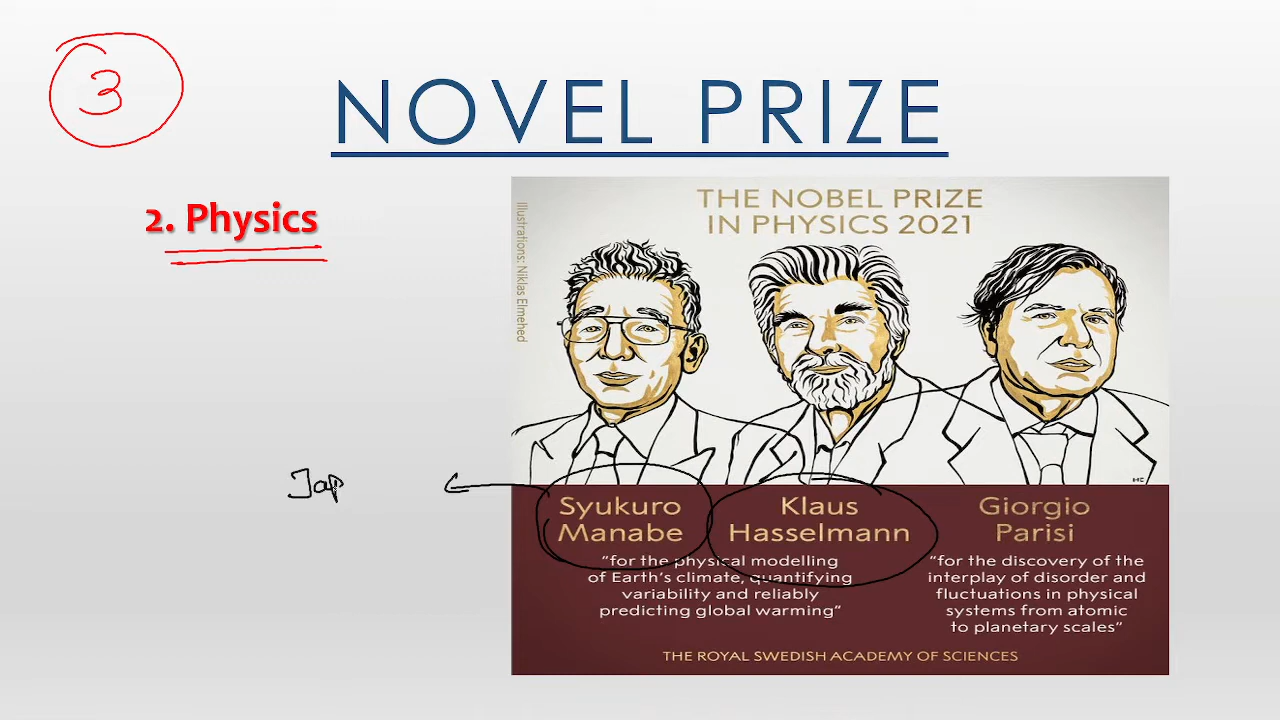 3
NOVEL PRIZE
2. Physics
THE NOBEL PRIZE
IN PHYSICS 2021
Illustrations: Niklas Elmehed
Jap
Syukuro
Manabe
Klaus
Hasselmann
Giorgio
Parisi
"for the physical modelling
of Earth's climate, quantifying
variability and reliably
predicting global warming"
"for the discovery of the
interplay of disorder and
fluctuations in physical
systems from atomic
to planetary scales"
THE ROYAL SWEDISH ACADEMY OF SCIENCES